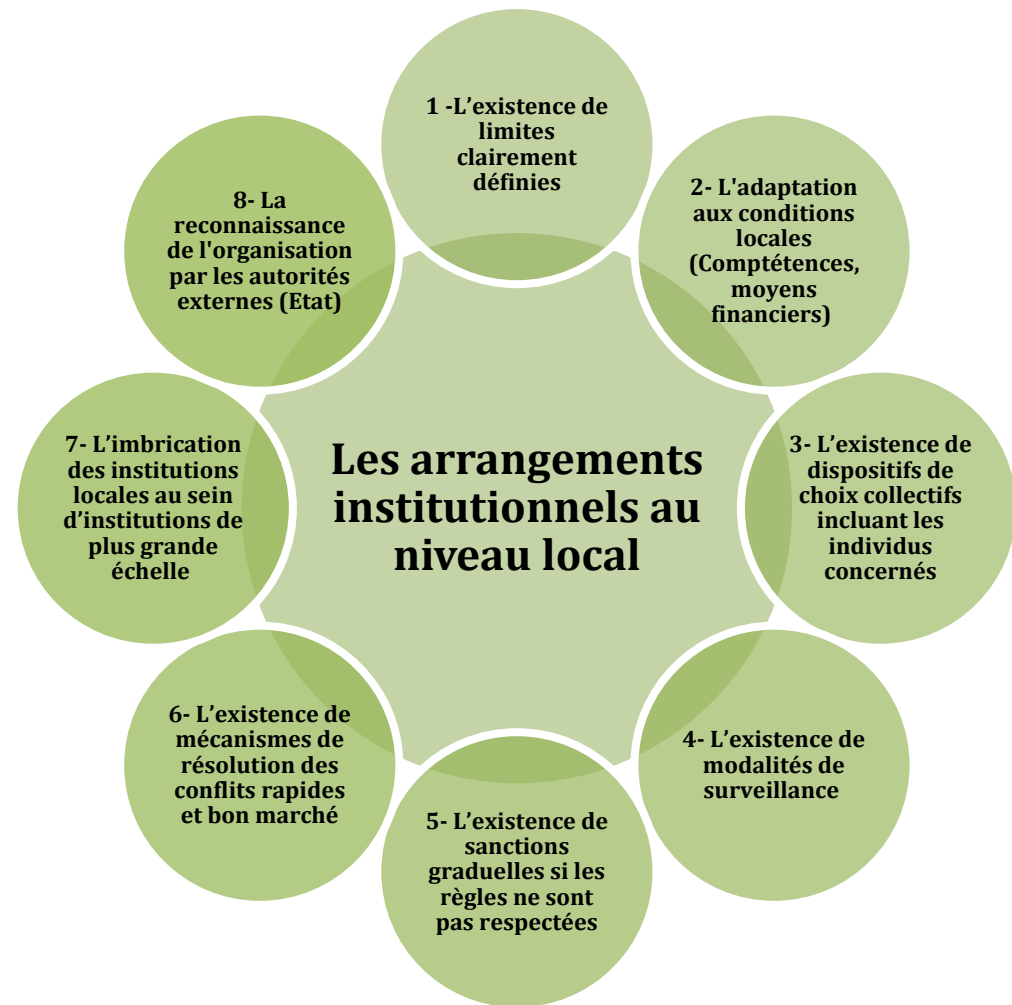 1 -L’existence de
limites
clairement
définies
2- L'adaptation
aux conditions
locales
(Comptétences,
moyens
financiers)
3- L’existence de
dispositifs de
choix collectifs
incluant les
individus
concernés
4- L’existence de
modalités de
surveillance
5- L’existence de
sanctions
graduelles si les
règles ne sont
pas respectées
6- L’existence de
mécanismes de
résolution des
conflits rapides
et bon marché
7- L’imbrication
des institutions
locales au sein
d’institutions de
plus grande
échelle
8- La
reconnaissance
de l'organisation
par les autorités
externes (Etat)
Les arrangements
institutionnels au
niveau local